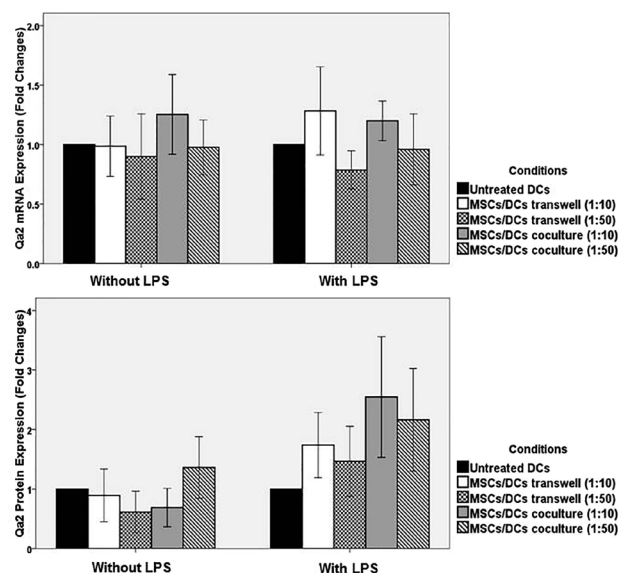 Qa2 mRNA Expression (Fold Changes)
2.0
1.5
1.0
0.5
0.0
Without LPS
With LPS
Conditions
Untreated DCs
MSCs/DCs transwell (1:10)
MSCs/DCs transwell (1:50)
MSCs/DCs coculture (1:10)
MSCs/DCs coculture (1:50)
Qa2 Protein Expression (Fold Changes)
4
3
2
1
0
Without LPS
With LPS
Conditions
Untreated DCs
MSCs/DCs transwell (1:10)
MSCs/DCs transwell (1:50)
MSCs/DCs coculture (1:10)
MSCs/DCs coculture (1:50)